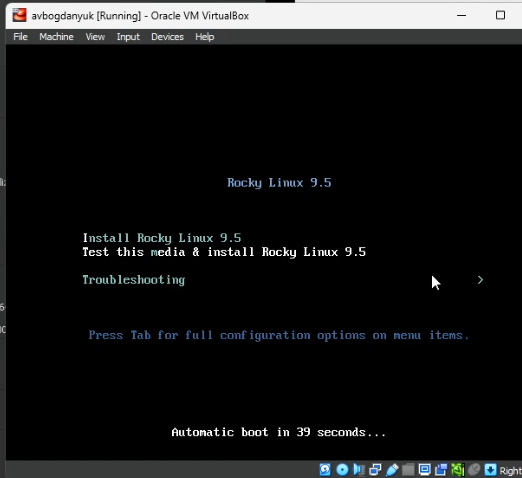 avbogdanyuk [Running] - Oracle VM VirtualBox
File Machine View Input Devices Help
Rocky Linux 9.5
Install Rocky Linux 9.5
Test this media & install Rocky Linux 9.5
Troubleshooting >
Press Tab for full configuration options on menu items.
Automatic boot in 39 seconds...
Right